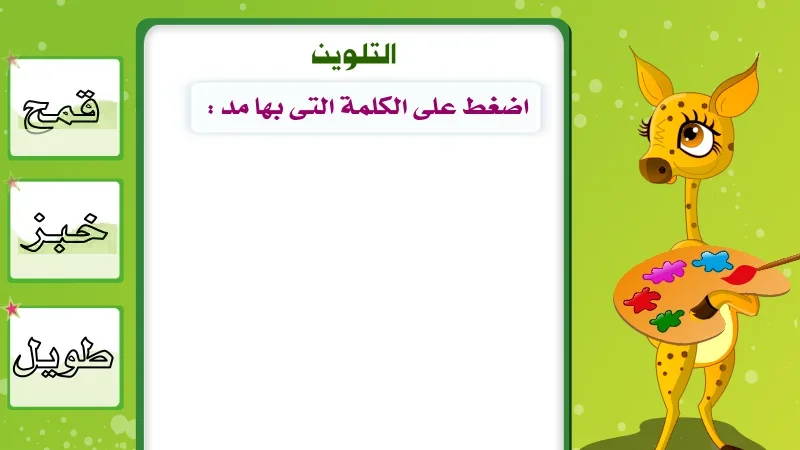 التلوين
اضغط على الكلمة التى بها مد :
قمح
خبز
طويل